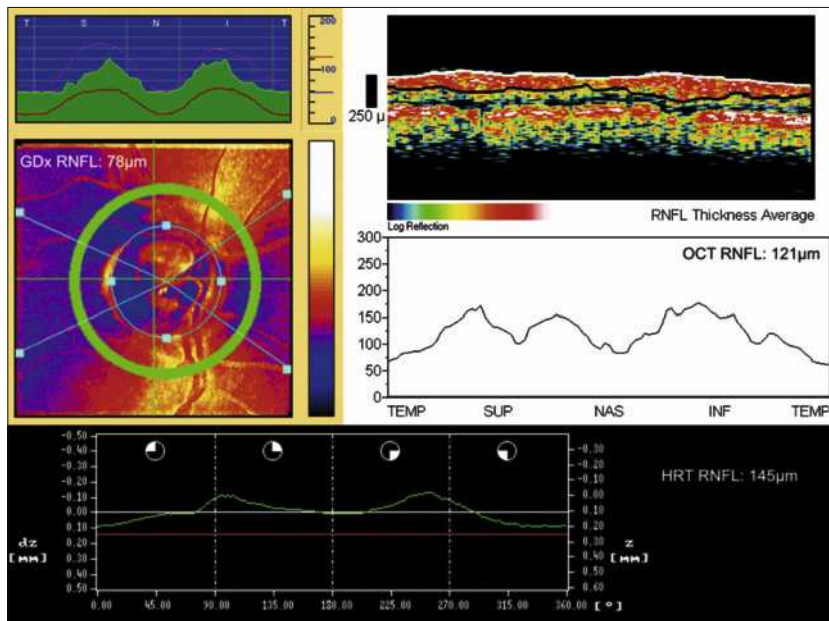 T S N I T
200
100
0
GDx RNFL: 78µm
250 µ
Log Reflection
RNFL Thickness Average
OCT RNFL: 121µm
300
250
200
150
100
50
0
TEMP SUP NAS INF TEMP
HRT RNFL: 145µm
-0.50
-0.40
-0.30
-0.20
-0.10
0.00
0.10
0.20
0.30
0.40
0.50
dz
[mm]
-0.30
-0.20
-0.10
0.00
0.10
0.20
0.30
0.40
0.50
0.60
z
[mm]
0.00 45.00 90.00 135.00 180.00 225.00 270.00 315.00 360.00 [°]